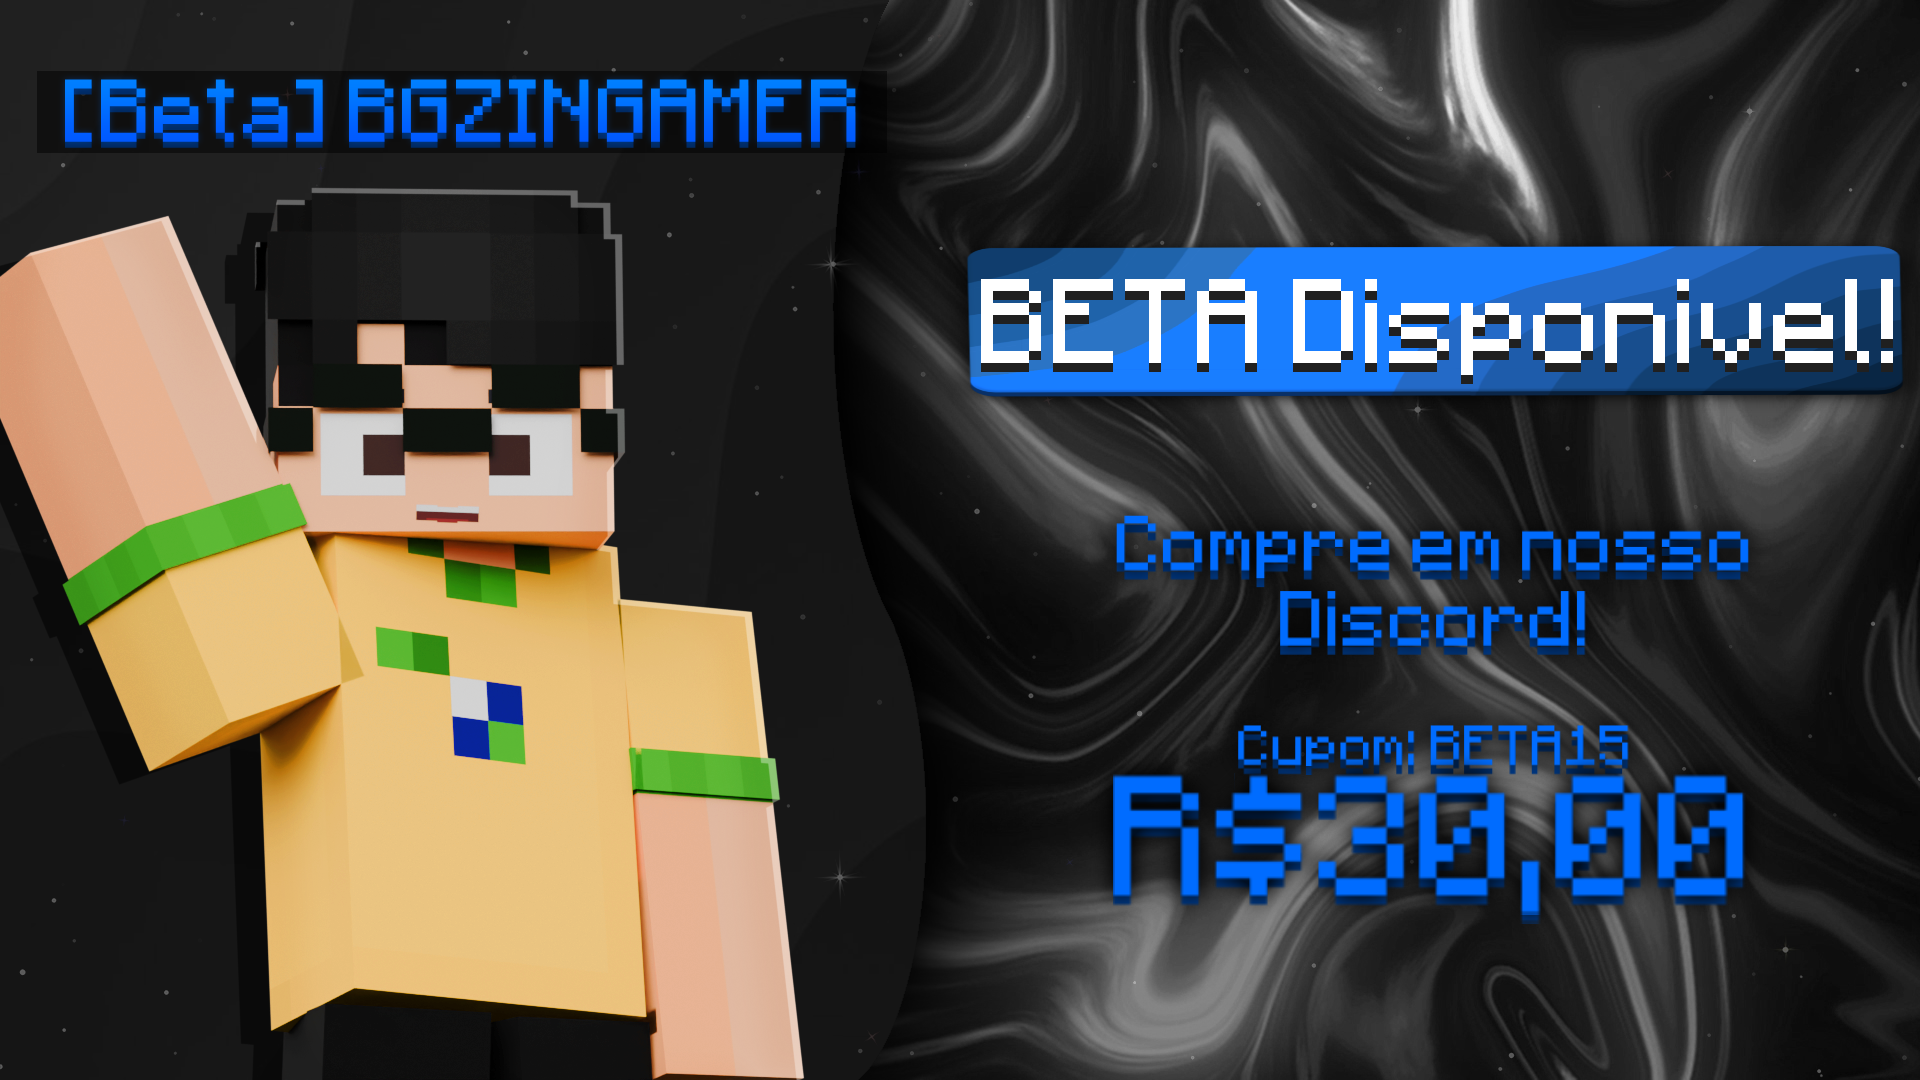 [Beta] BGZINGAMER
BETA Disponivel!
Compre em nosso
Discord!
Cupom: BETA15
R$30,00